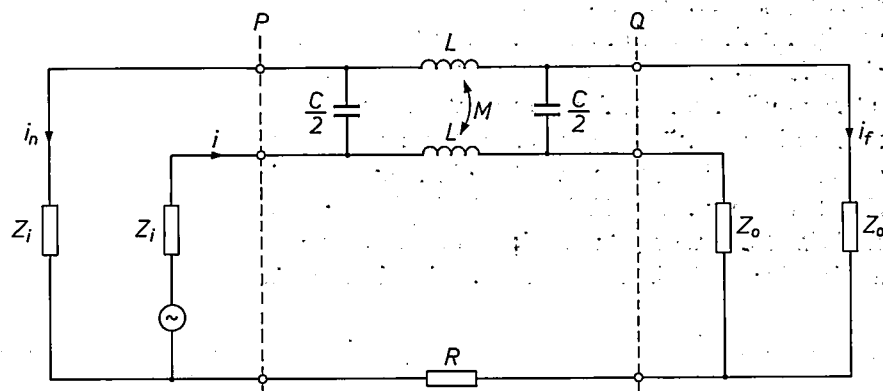 P
Q
L
C/2
M
C/2
L
i_n
i
i_f
Z_i
Z_i
Z_o
Z_o
R